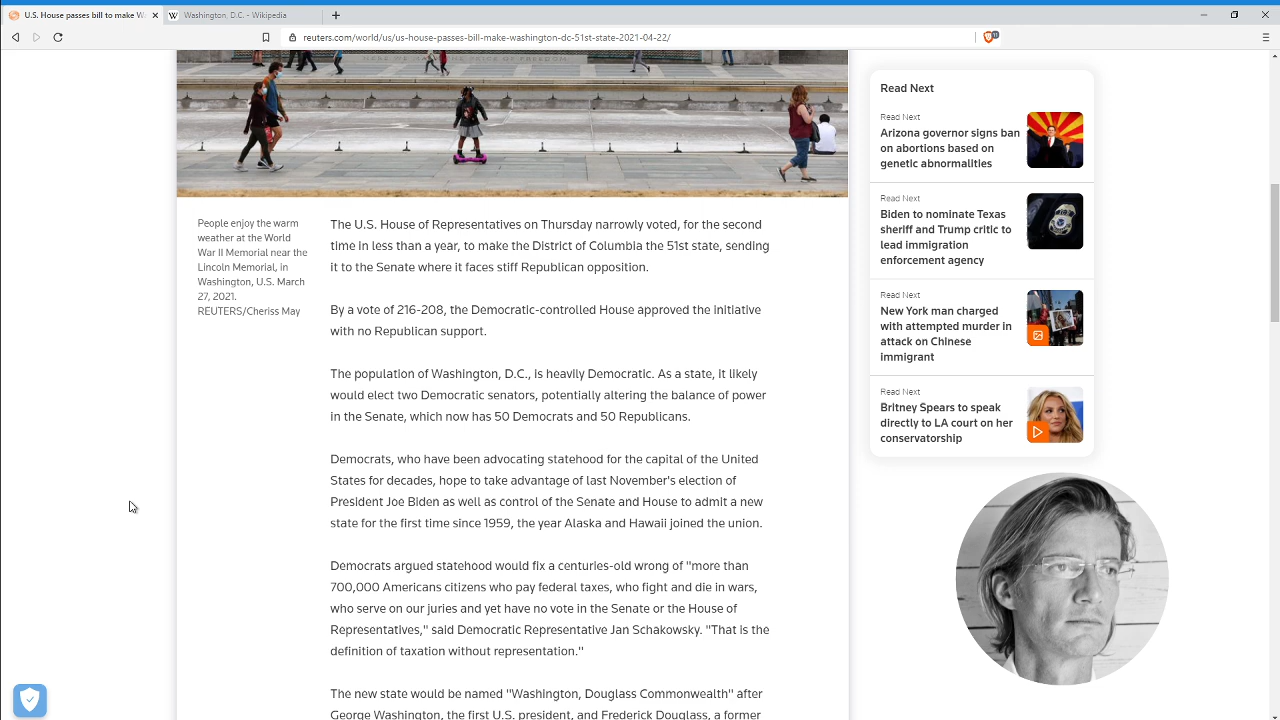 U.S. House passes bill to make Wa
Washington, D.C. - Wikipedia
reuters.com/world/us/us-house-passes-bill-make-washington-dc-51st-state-2021-04-22/
People enjoy the warm
weather at the World
War II Memorial near the
Lincoln Memorial, in
Washington, U.S. March
27, 2021.
REUTERS/Cheriss May
The U.S. House of Representatives on Thursday narrowly voted, for the second
time in less than a year, to make the District of Columbia the 51st state, sending
it to the Senate where it faces stiff Republican opposition.
By a vote of 216-208, the Democratic-controlled House approved the initiative
with no Republican support.
The population of Washington, D.C., is heavily Democratic. As a state, it likely
would elect two Democratic senators, potentially altering the balance of power
in the Senate, which now has 50 Democrats and 50 Republicans.
Democrats, who have been advocating statehood for the capital of the United
States for decades, hope to take advantage of last November's election of
President Joe Biden as well as control of the Senate and House to admit a new
state for the first time since 1959, the year Alaska and Hawaii joined the union.
Democrats argued statehood would fix a centuries-old wrong of "more than
700,000 Americans citizens who pay federal taxes, who fight and die in wars,
who serve on our juries and yet have no vote in the Senate or the House of
Representatives," said Democratic Representative Jan Schakowsky. "That is the
definition of taxation without representation."
The new state would be named "Washington, Douglass Commonwealth" after
George Washington, the first U.S. president, and Frederick Douglass, a former
Read Next
Read Next
Arizona governor signs ban
on abortions based on
genetic abnormalities
Read Next
Biden to nominate Texas
sheriff and Trump critic to
lead immigration
enforcement agency
Read Next
New York man charged
with attempted murder in
attack on Chinese
immigrant
Read Next
Britney Spears to speak
directly to LA court on her
conservatorship